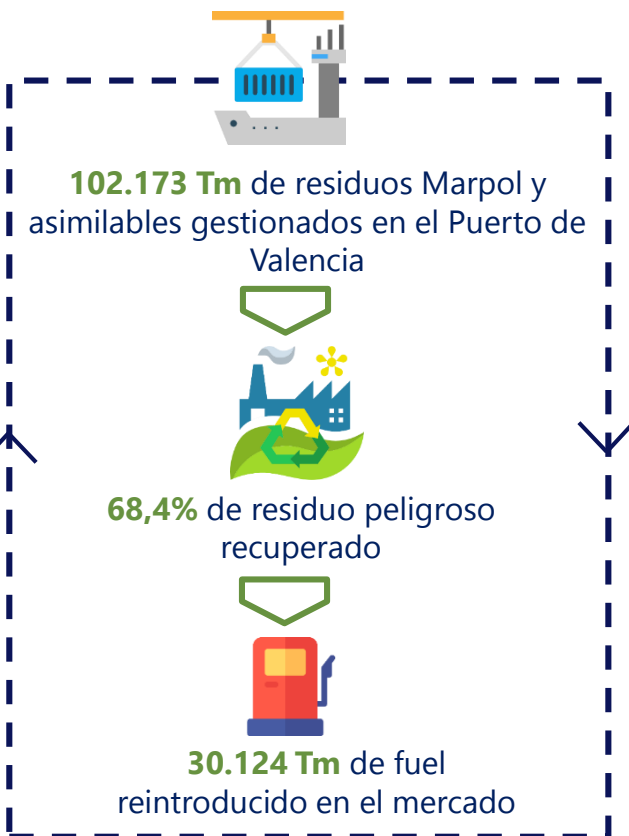 102.173 Tm de residuos Marpol y
asimilables gestionados en el Puerto de
Valencia
68,4% de residuo peligroso
recuperado
30.124 Tm de fuel
reintroducido en el mercado